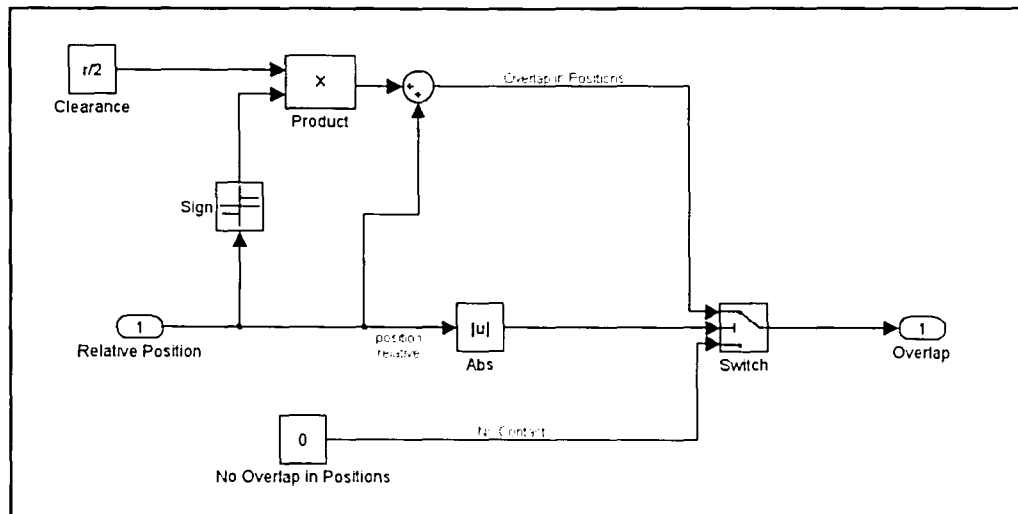 r/2
Clearance
X
Product
+
+
Overlap in Positions
Sign
1
Relative Position
position
relative
|u|
Abs
Switch
1
Overlap
0
No Contact
No Overlap in Positions